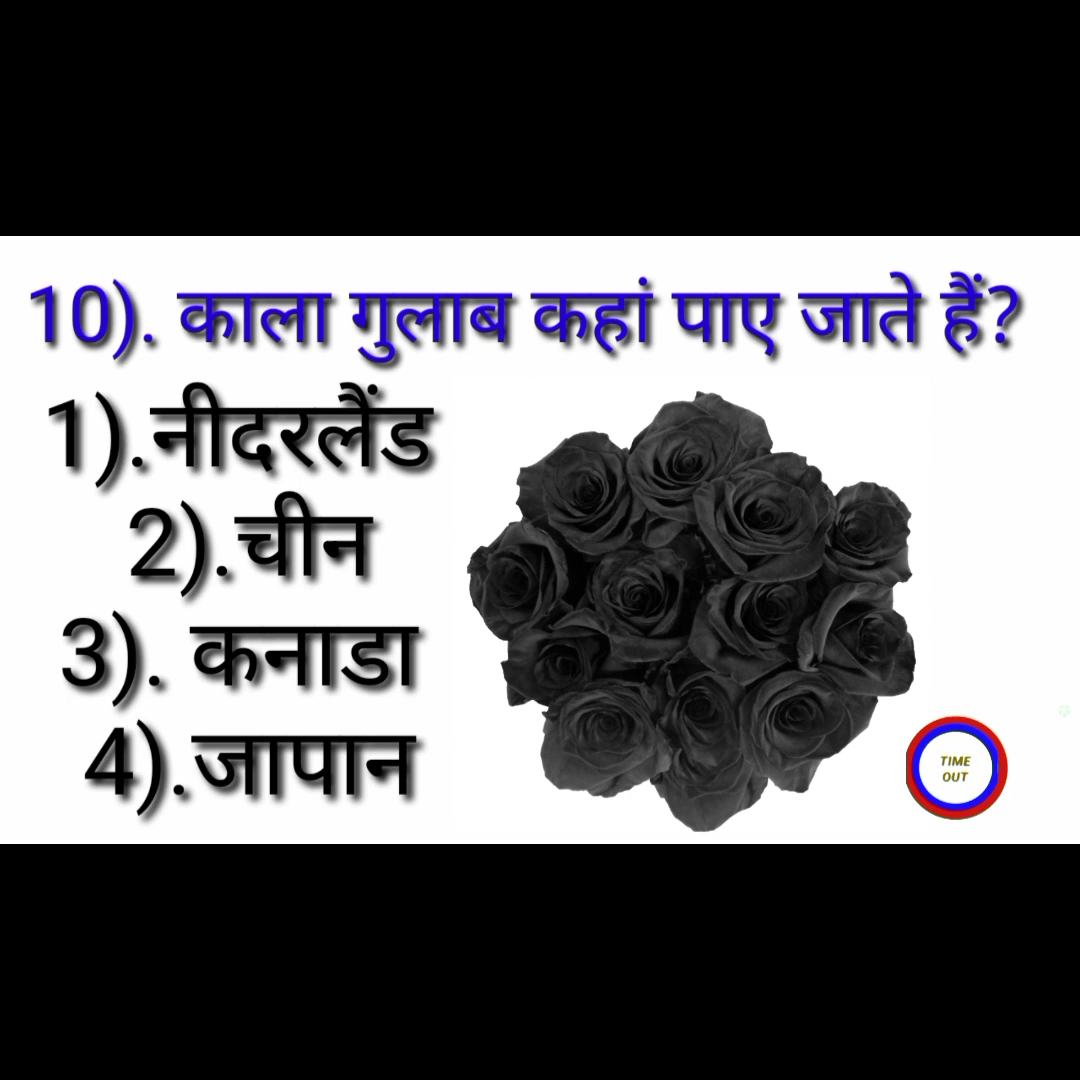 10). काला गुलाब कहां पाए जाते हैं?
1).नीदरलैंड
2).चीन
3). कनाडा
4).जापान
TIME
OUT